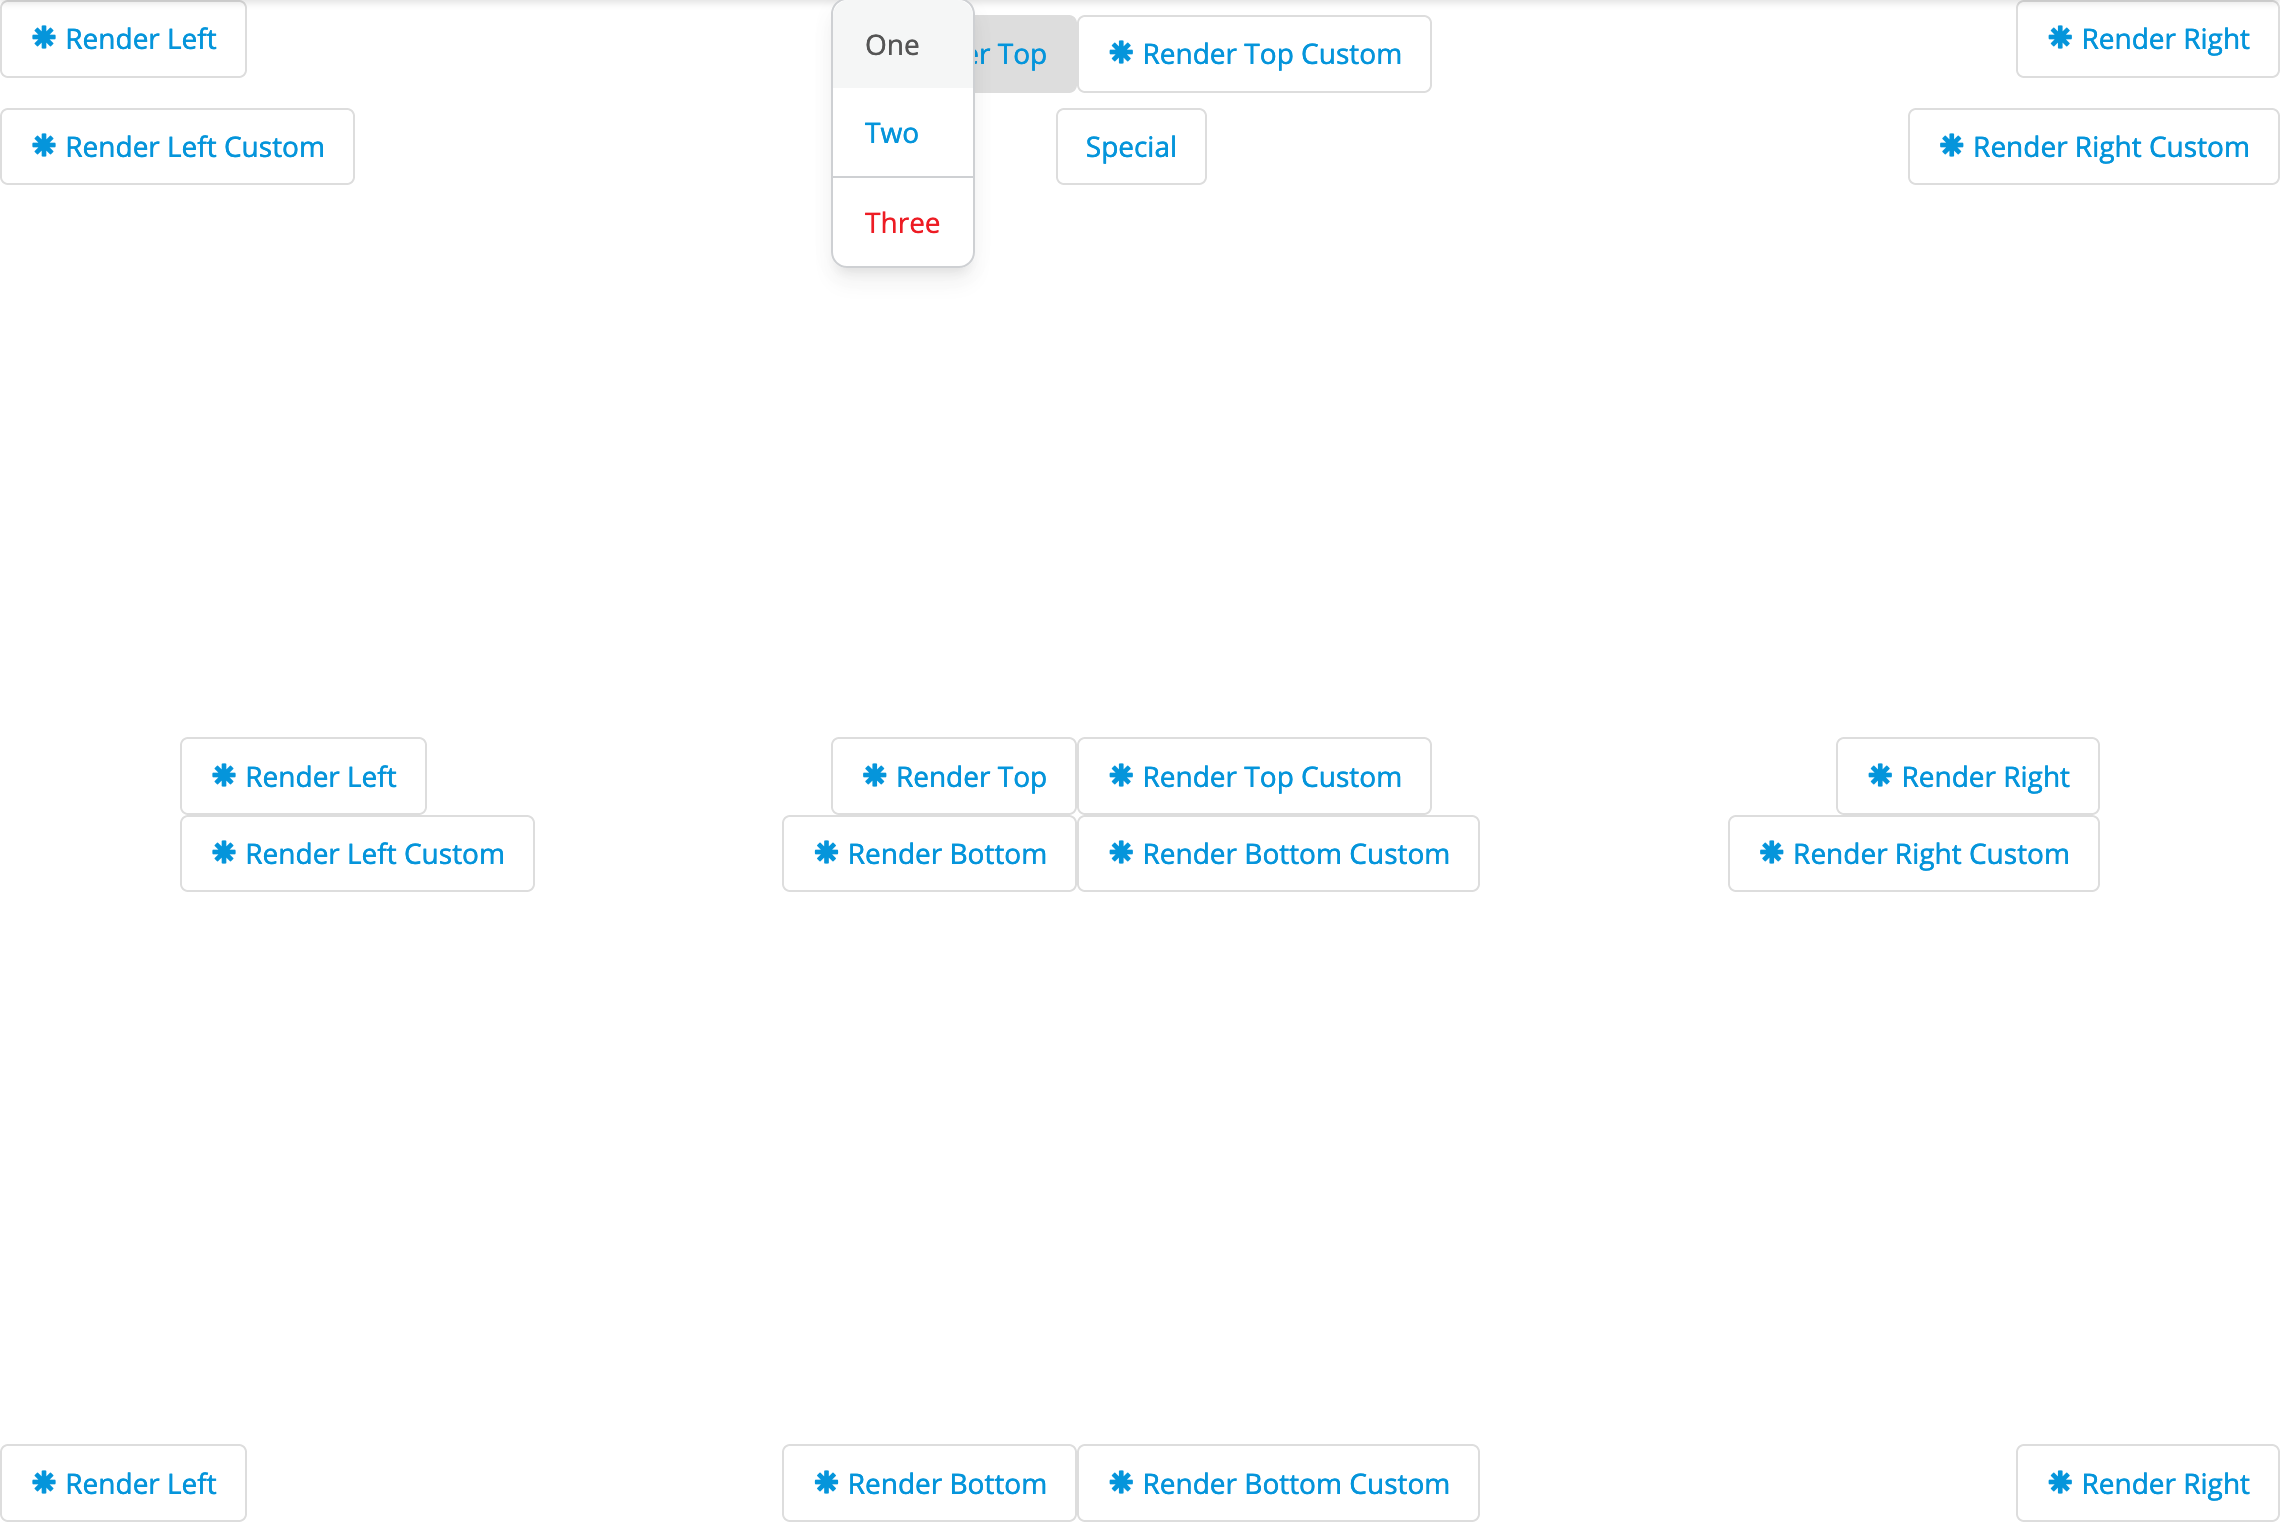 Render Left
One
er Top
Render Top Custom
Render Right
Render Left Custom
Two
Special
Render Right Custom
Three
Render Left
Render Top
Render Top Custom
Render Right
Render Left Custom
Render Bottom
Render Bottom Custom
Render Right Custom
Render Left
Render Bottom
Render Bottom Custom
Render Right